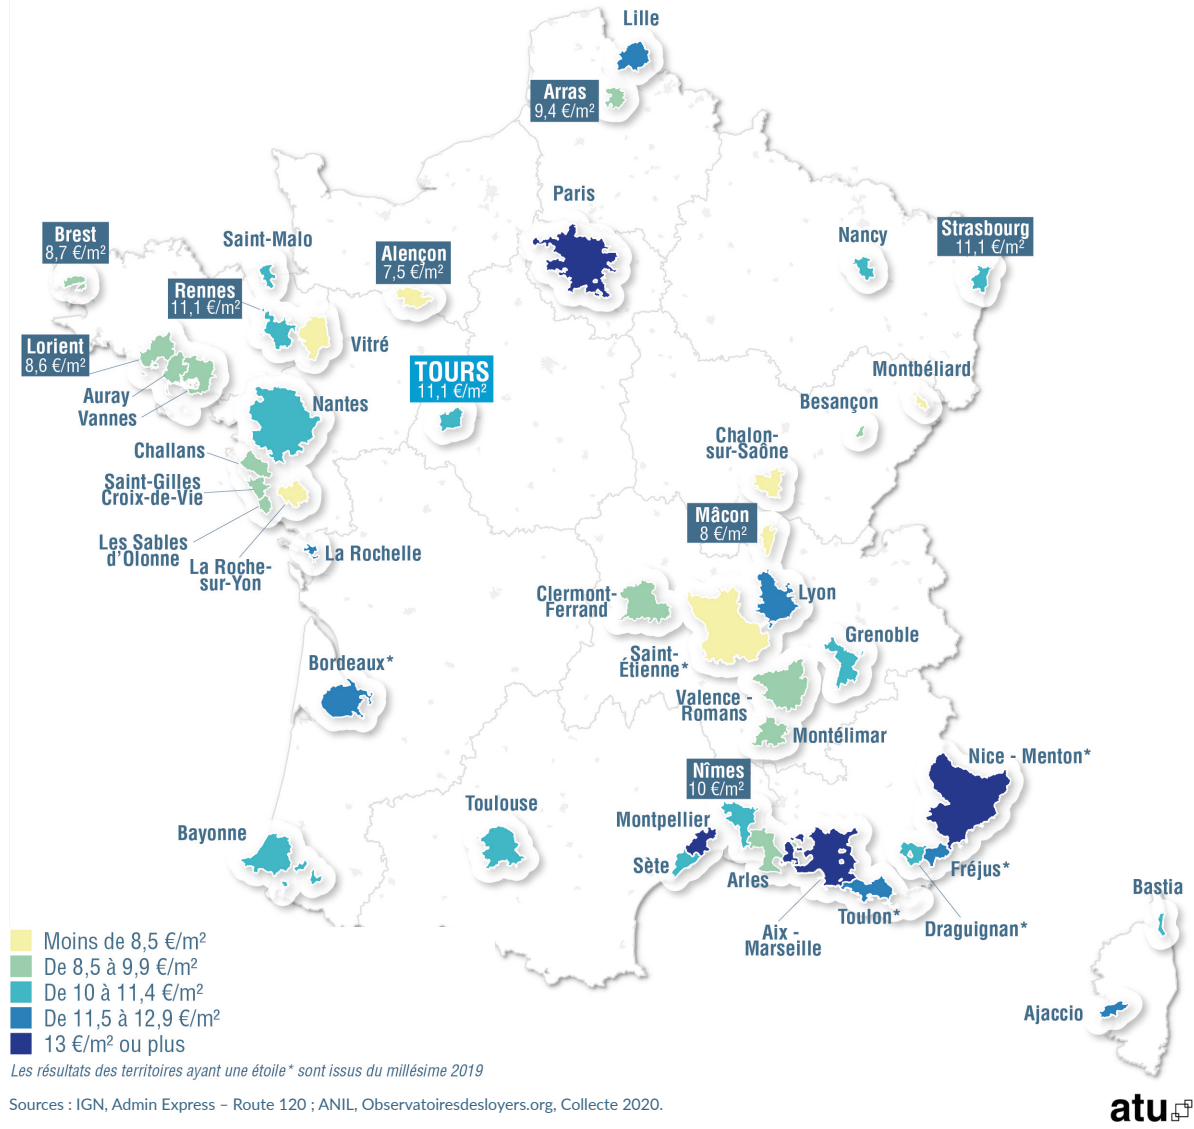 Lille
Arras
9,4 €/m²
Paris
Brest
8,7 €/m²
Saint-Malo
Alençon
7,5 €/m²
Nancy
Strasbourg
11,1 €/m²
Rennes
11,1 €/m²
Vitré
Lorient
8,6 €/m²
Auray
Vannes
TOURS
11,1 €/m²
Nantes
Montbéliard
Besançon
Challans
Chalon-
sur-Saône
Saint-Gilles
Croix-de-Vie
Mâcon
8 €/m²
Les Sables
d'Olonne
La Roche-
sur-Yon
La Rochelle
Clermont-
Ferrand
Lyon
Grenoble
Saint-
Étienne*
Bordeaux*
Valence -
Romans
Montélimar
Nice - Menton*
Nîmes
10 €/m²
Toulouse
Montpellier
Bayonne
Sète
Arles
Fréjus*
Toulon*
Draguignan*
Aix -
Marseille
Bastia
Ajaccio
Moins de 8,5 €/m²
De 8,5 à 9,9 €/m²
De 10 à 11,4 €/m²
De 11,5 à 12,9 €/m²
13 €/m² ou plus
Les résultats des territoires ayant une étoile* sont issus du millésime 2019
Sources : IGN, Admin Express – Route 120 ; ANIL, Observatoiresdesloyers.org, Collecte 2020.
atu